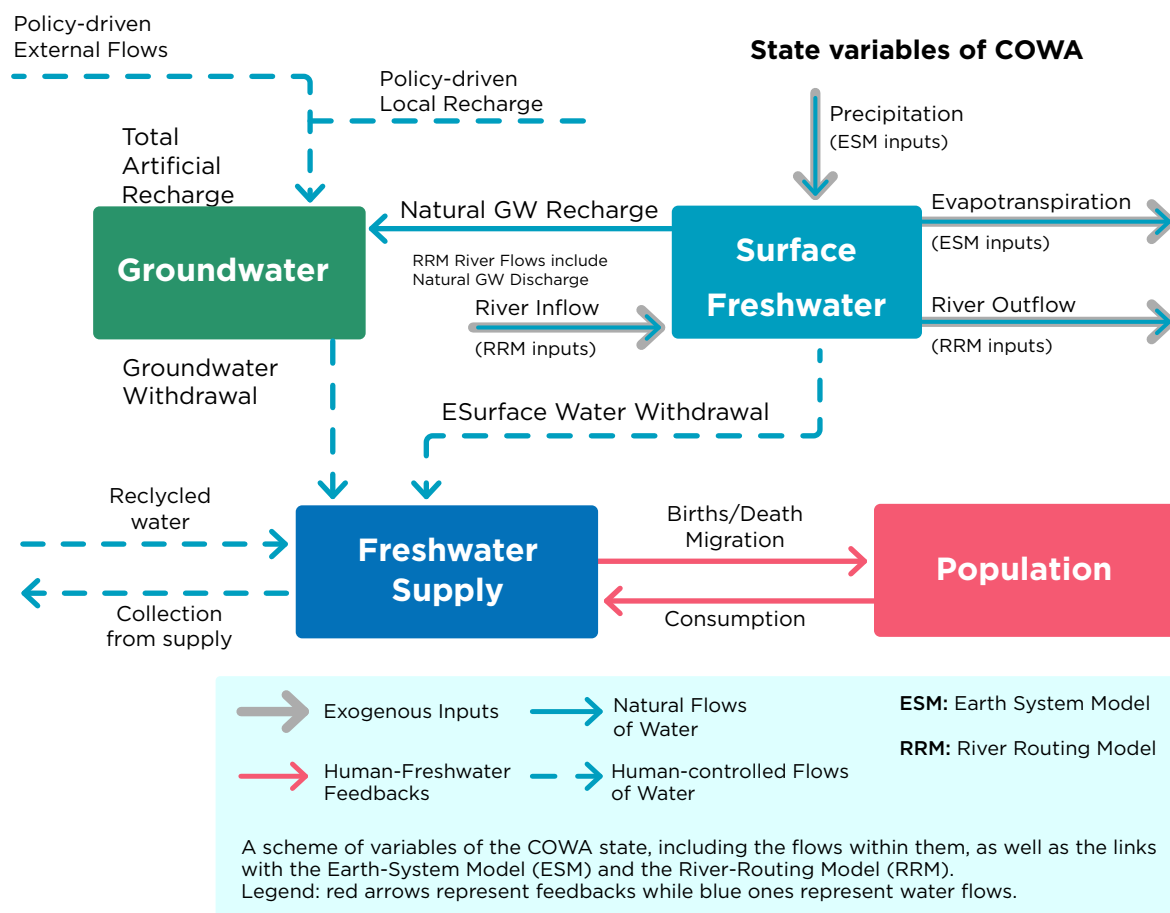 Policy-driven
External Flows
State variables of COWA
Policy-driven
Local Recharge
Precipitation
(ESM inputs)
Total
Artificial
Recharge
Natural GW Recharge
Evapotranspiration
(ESM inputs)
Groundwater
Surface
Freshwater
RRM River Flows include
Natural GW Discharge
River Inflow
(RRM inputs)
River Outflow
(RRM inputs)
Groundwater
Withdrawal
ESurface Water Withdrawal
Reclycled
water
Births/Death
Migration
Freshwater
Supply
Population
Collection
from supply
Consumption
Exogenous Inputs
Natural Flows
of Water
ESM: Earth System Model
RRM: River Routing Model
Human-Freshwater
Feedbacks
Human-controlled Flows
of Water
A scheme of variables of the COWA state, including the flows within them, as well as the links
with the Earth-System Model (ESM) and the River-Routing Model (RRM).
Legend: red arrows represent feedbacks while blue ones represent water flows.